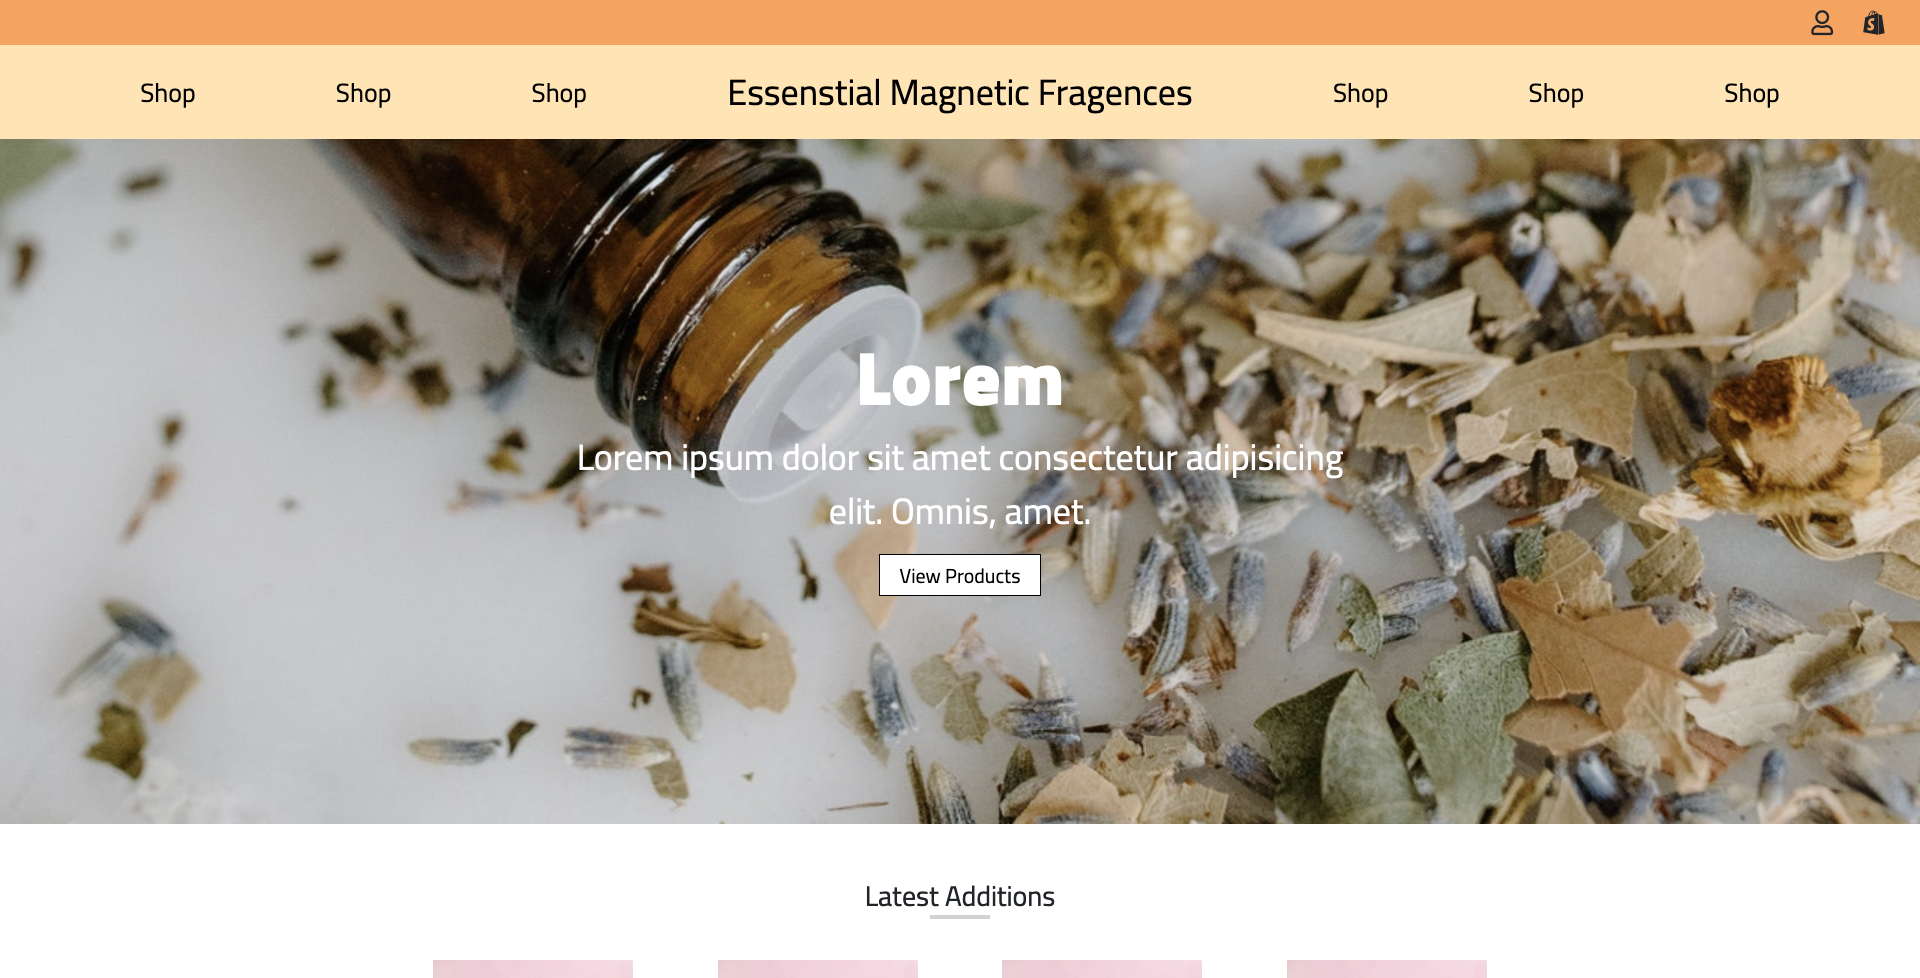 Shop Shop Shop Essenstial Magnetic Fragences Shop Shop Shop
Lorem
Lorem ipsum dolor sit amet consectetur adipisicing
elit. Omnis, amet.
View Products
Latest Additions